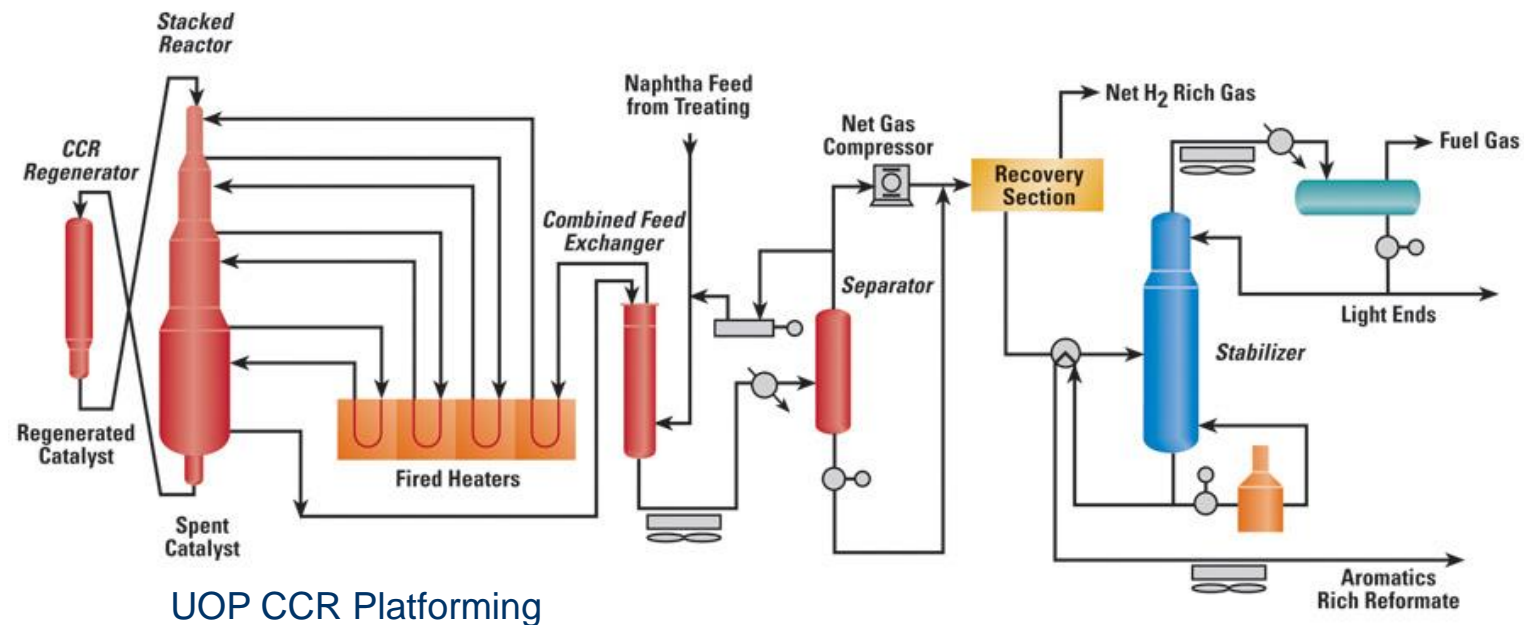 Stacked
Reactor
CCR
Regenerator
Naphtha Feed
from Treating
Net Gas
Compressor
Net H2 Rich Gas
Fuel Gas
Recovery
Section
Combined Feed
Exchanger
Separator
Light Ends
Stabilizer
Regenerated
Catalyst
Fired Heaters
Spent
Catalyst
Aromatics
Rich Reformate
UOP CCR Platforming